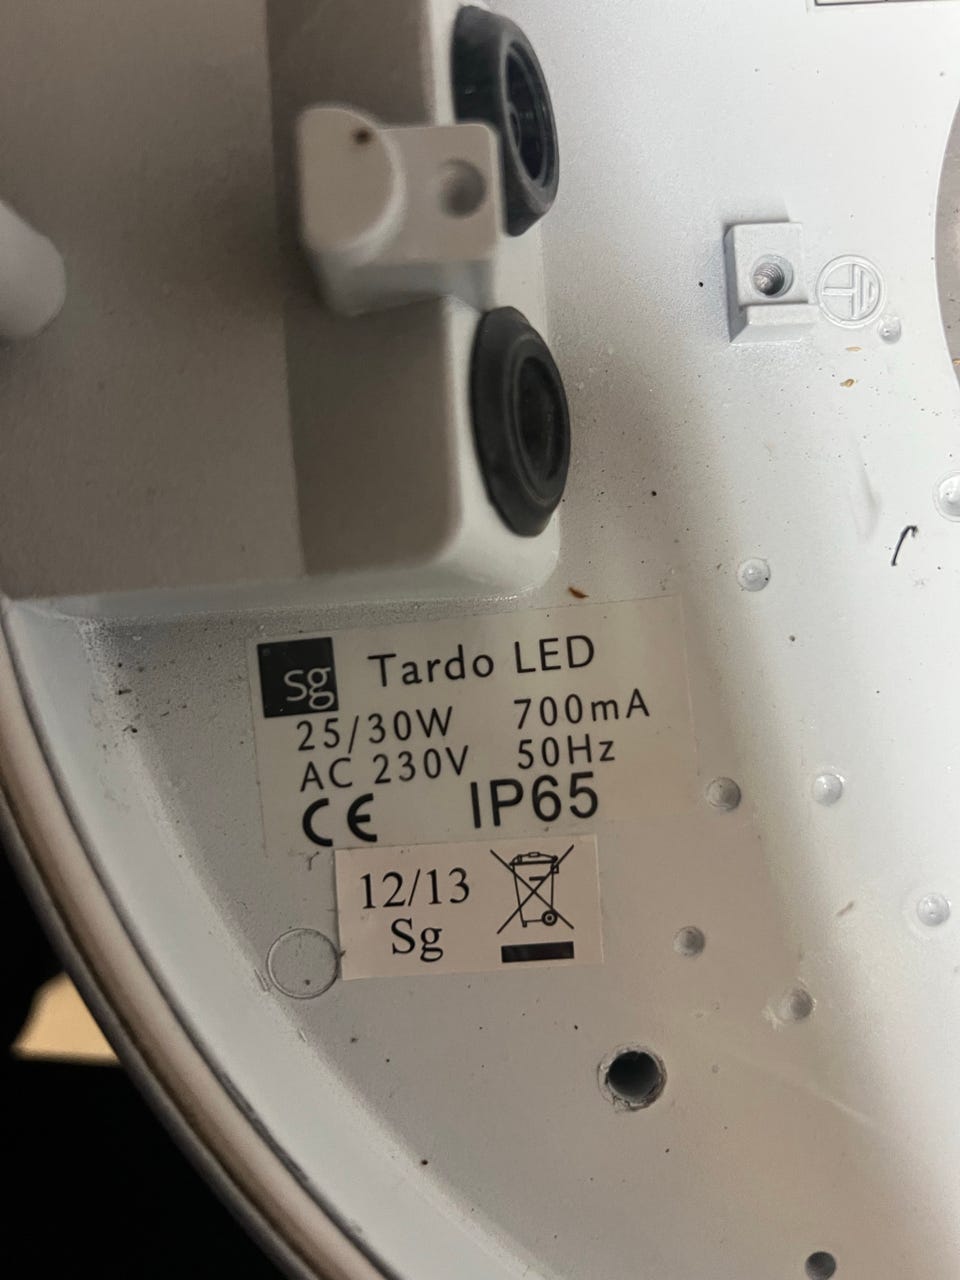 sg Tardo LED
25/30W 700mA
AC 230V 50Hz
CE IP65
12/13
Sg